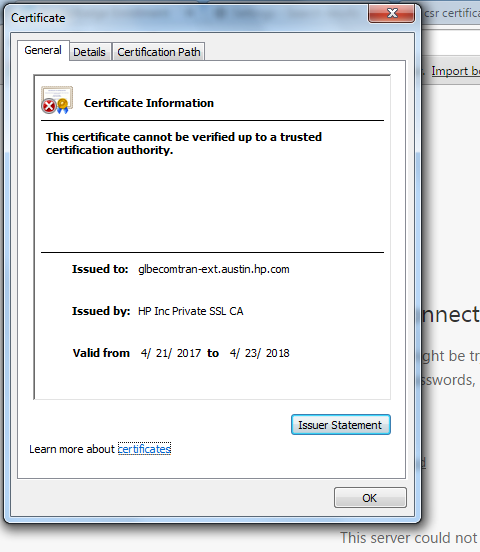 Certificate
csr certifica
General
Details
Certification Path
Import b
Certificate Information
This certificate cannot be verified up to a trusted
certification authority.
Issued to: glbecomtran-ext.austin.hp.com
Issued by: HP Inc Private SSL CA
Valid from 4/ 21/ 2017 to 4/ 23/ 2018
nnect
ght be tr
sswords,
Issuer Statement
Learn more about certificates
OK
This server could not